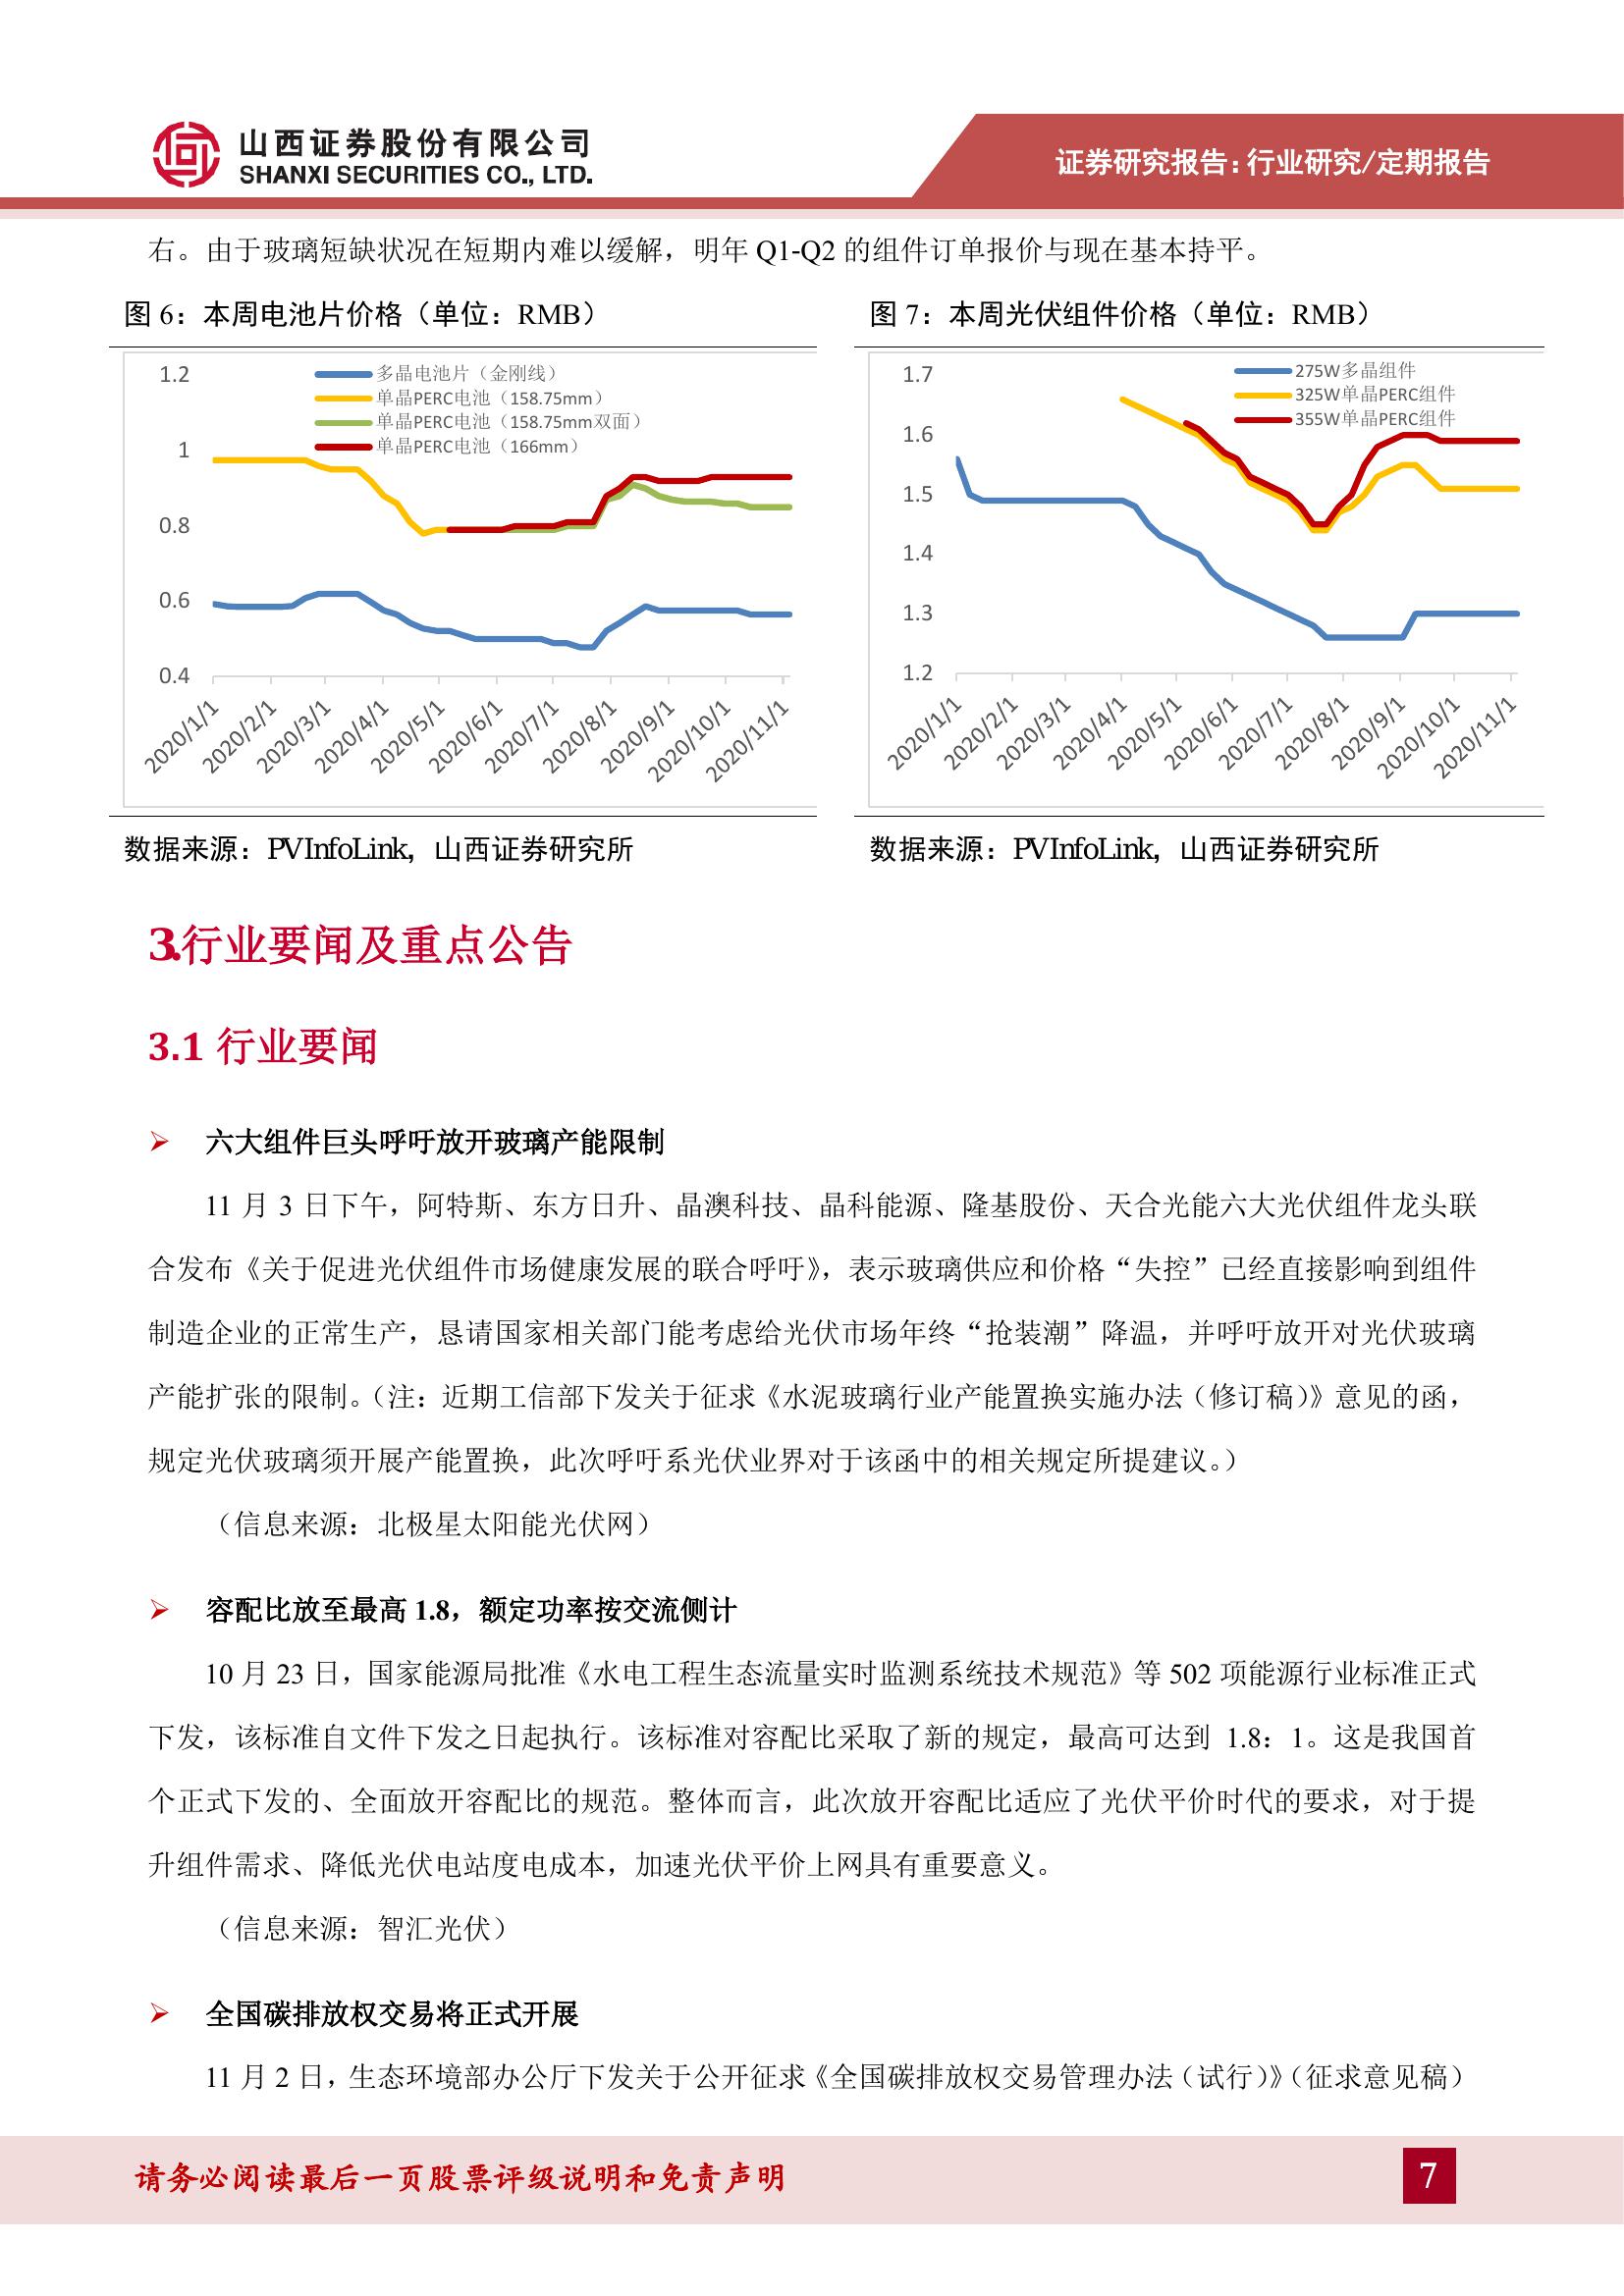 山西证券股份有限公司
SHANXI SECURITIES CO., LTD.
证券研究报告:行业研究/定期报告
右。由于玻璃短缺状况在短期内难以缓解，明年 Q1-Q2 的组件订单报价与现在基本持平。
图 6：本周电池片价格（单位：RMB）
1.2
1
0.8
0.6
0.4
多晶电池片（金刚线）
单晶PERC电池（158.75mm）
单晶PERC电池（158.75mm双面）
单晶PERC电池（166mm）
2020/1/1
2020/2/1
2020/3/1
2020/4/1
2020/5/1
2020/6/1
2020/7/1
2020/8/1
2020/9/1
2020/10/1
2020/11/1
数据来源：PVInfoLink，山西证券研究所
图 7：本周光伏组件价格（单位：RMB）
1.7
1.6
1.5
1.4
1.3
1.2
275W多晶组件
325W单晶PERC组件
355W单晶PERC组件
2020/1/1
2020/2/1
2020/3/1
2020/4/1
2020/5/1
2020/6/1
2020/7/1
2020/8/1
2020/9/1
2020/10/1
2020/11/1
数据来源：PVInfoLink，山西证券研究所
3.行业要闻及重点公告
3.1 行业要闻
➢ 六大组件巨头呼吁放开玻璃产能限制
11 月 3 日下午，阿特斯、东方日升、晶澳科技、晶科能源、隆基股份、天合光能六大光伏组件龙头联
合发布《关于促进光伏组件市场健康发展的联合呼吁》，表示玻璃供应和价格“失控”已经直接影响到组件
制造企业的正常生产，恳请国家相关部门能考虑给光伏市场年终“抢装潮”降温，并呼吁放开对光伏玻璃
产能扩张的限制。（注：近期工信部下发关于征求《水泥玻璃行业产能置换实施办法（修订稿）》意见的函，
规定光伏玻璃须开展产能置换，此次呼吁系光伏业界对于该函中的相关规定所提建议。）
（信息来源：北极星太阳能光伏网）
➢ 容配比放至最高 1.8，额定功率按交流侧计
10 月 23 日，国家能源局批准《水电工程生态流量实时监测系统技术规范》等 502 项能源行业标准正式
下发，该标准自文件下发之日起执行。该标准对容配比采取了新的规定，最高可达到 1.8：1。这是我国首
个正式下发的、全面放开容配比的规范。整体而言，此次放开容配比适应了光伏平价时代的要求，对于提
升组件需求、降低光伏电站度电成本，加速光伏平价上网具有重要意义。
（信息来源：智汇光伏）
➢ 全国碳排放权交易将正式开展
11 月 2 日，生态环境部办公厅下发关于公开征求《全国碳排放权交易管理办法（试行）》（征求意见稿）
请务必阅读最后一页股票评级说明和免责声明
7